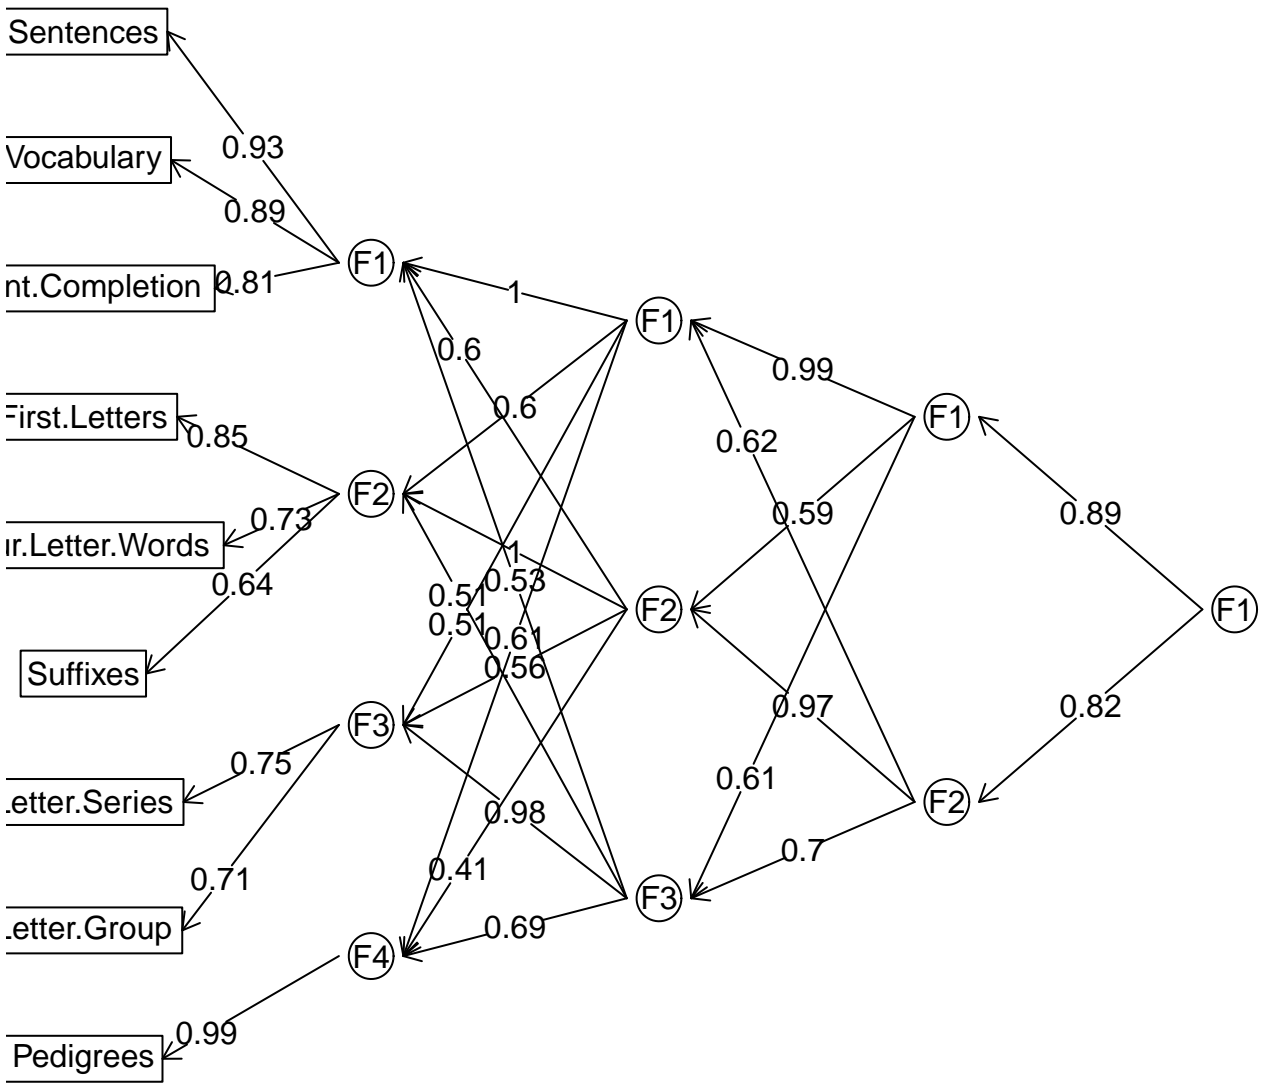 Sentences
0.93
Vocabulary
0.89
F1
nt.Completion
0.81
1
F1
0.6
0.99
0.6
First.Letters
F1
0.85
0.62
F2
0.73
0.59
0.89
ur.Letter.Words
1
0.53
0.64
0.51
F2
F1
0.51
0.61
0.56
Suffixes
0.97
0.82
F3
0.75
0.61
Letter.Series
F2
0.98
0.7
0.41
0.71
F3
Letter.Group
0.69
F4
0.99
Pedigrees